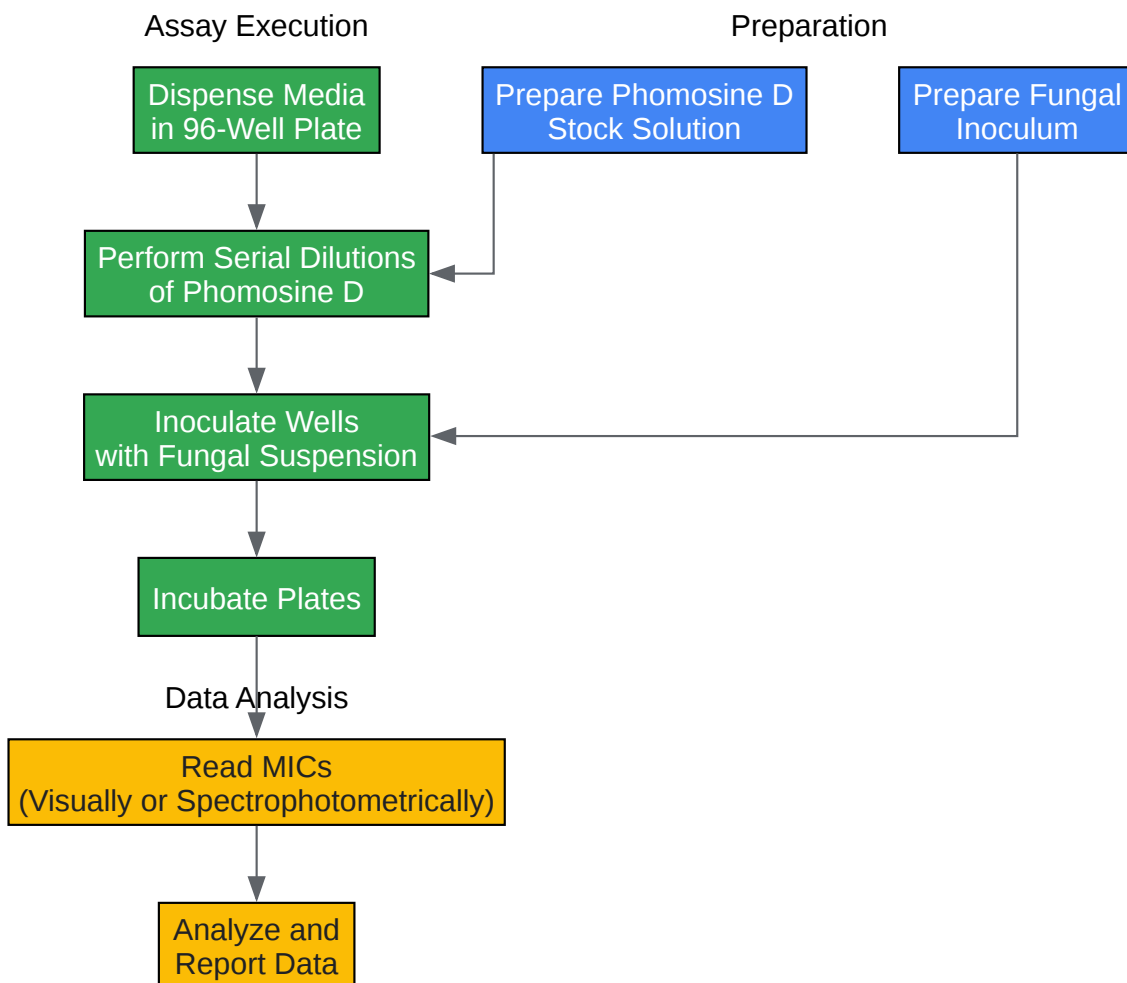 Assay Execution
Preparation
Dispense Media
in 96-Well Plate
Prepare Phomosine D
Stock Solution
Prepare Fungal
Inoculum
Perform Serial Dilutions
of Phomosine D
Inoculate Wells
with Fungal Suspension
Incubate Plates
Data Analysis
Read MICs
(Visually or Spectrophotometrically)
Analyze and
Report Data